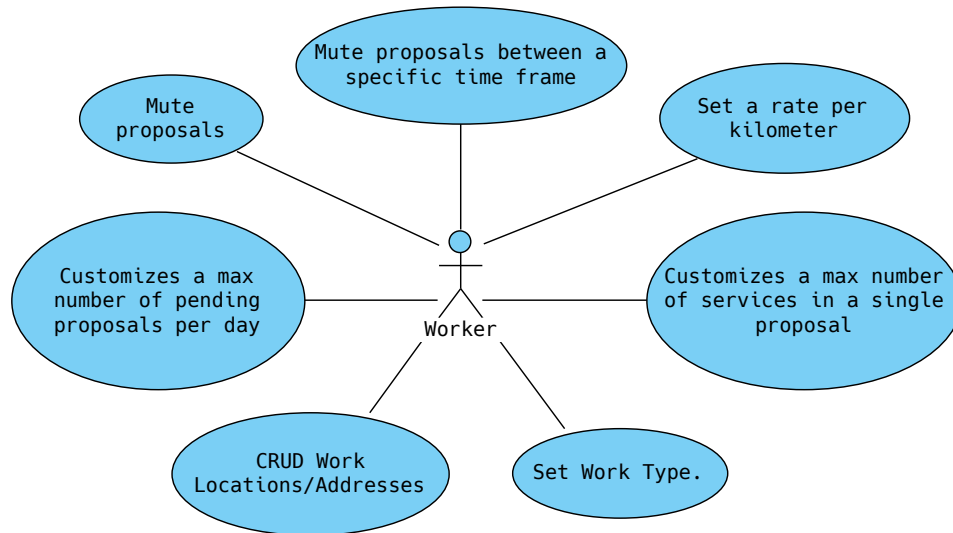 Mute proposals between a
specific time frame
Mute
proposals
Set a rate per
kilometer
Customizes a max
number of pending
proposals per day
Customizes a max number
of services in a single
proposal
Worker
CRUD Work
Locations/Addresses
Set Work Type.